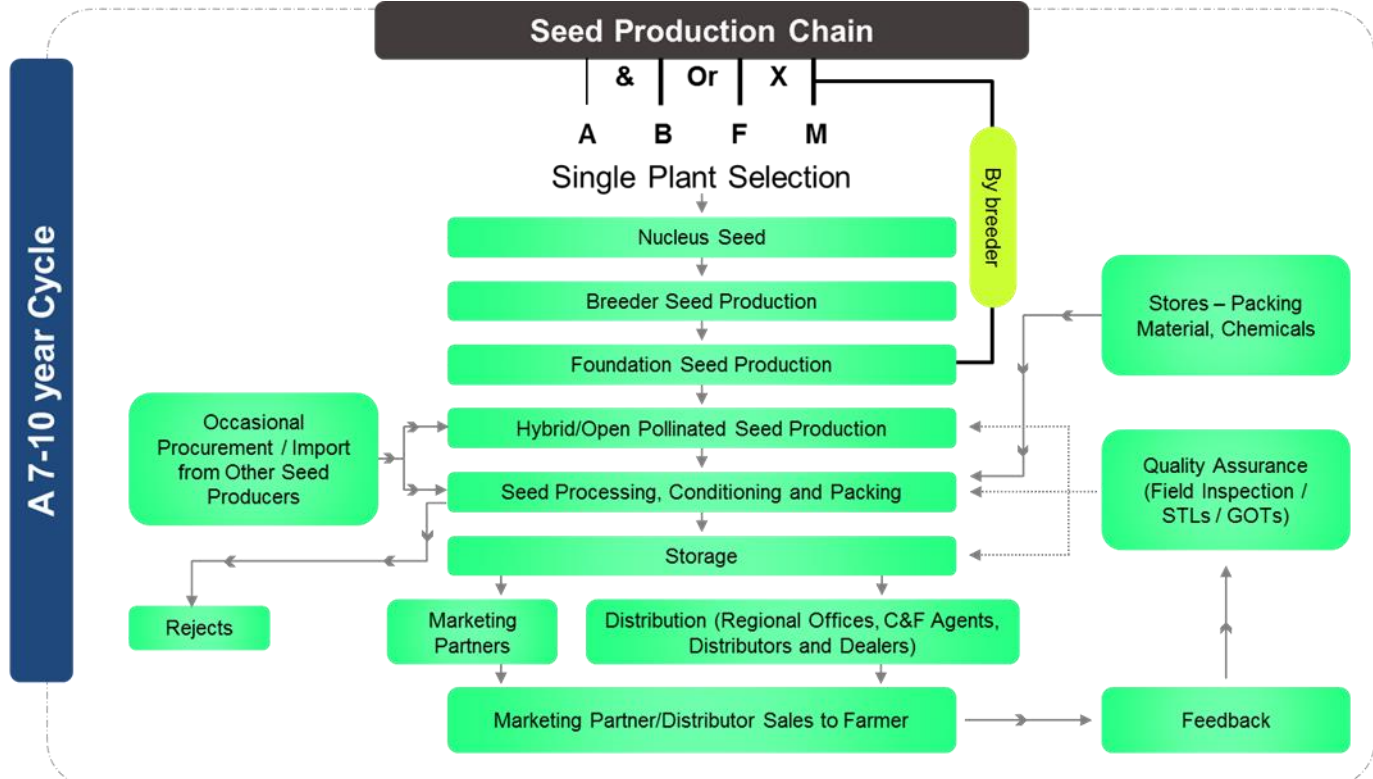 Seed Production Chain
& Or X
A B F M
Single Plant Selection
A 7-10 year Cycle
By breeder
Nucleus Seed
Breeder Seed Production
Foundation Seed Production
Stores – Packing
Material, Chemicals
Occasional
Procurement / Import
from Other Seed
Producers
Hybrid/Open Pollinated Seed Production
Seed Processing, Conditioning and Packing
Quality Assurance
(Field Inspection /
STLs / GOTs)
Storage
Rejects
Marketing
Partners
Distribution (Regional Offices, C&F Agents,
Distributors and Dealers)
Marketing Partner/Distributor Sales to Farmer
Feedback